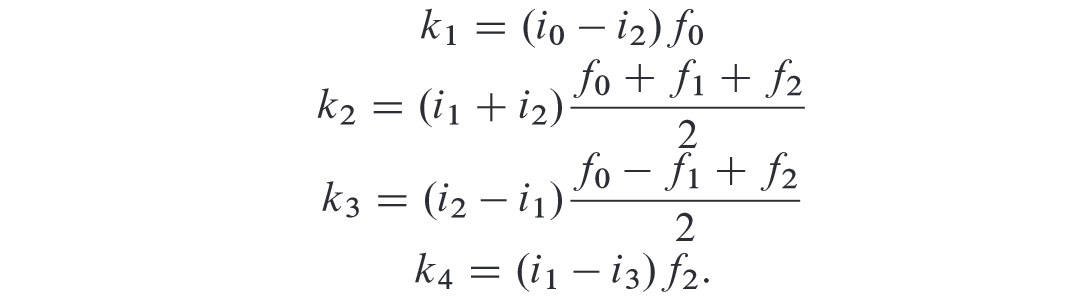 k₁ = (i₀ − i₂) f₀
k₂ = (i₁ + i₂) (f₀ + f₁ + f₂)/2
k₃ = (i₂ − i₁) (f₀ − f₁ + f₂)/2
k₄ = (i₁ − i₃) f₂.